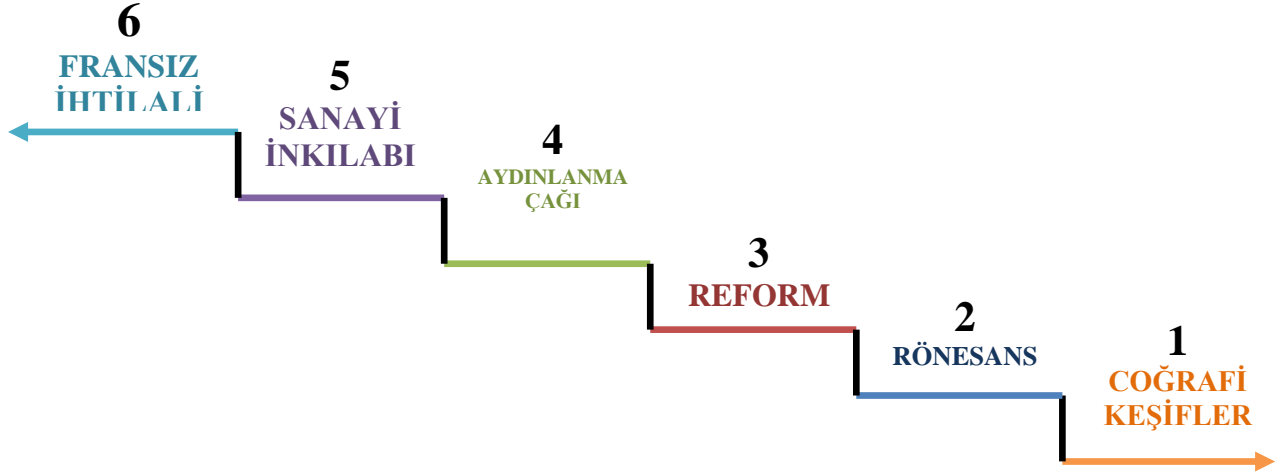 6
FRANSIZ
İHTİLALİ
5
SANAYİ
İNKILABI
4
AYDINLANMA
ÇAĞI
3
REFORM
2
RÖNESANS
1
COĞRAFİ
KEŞİFLER